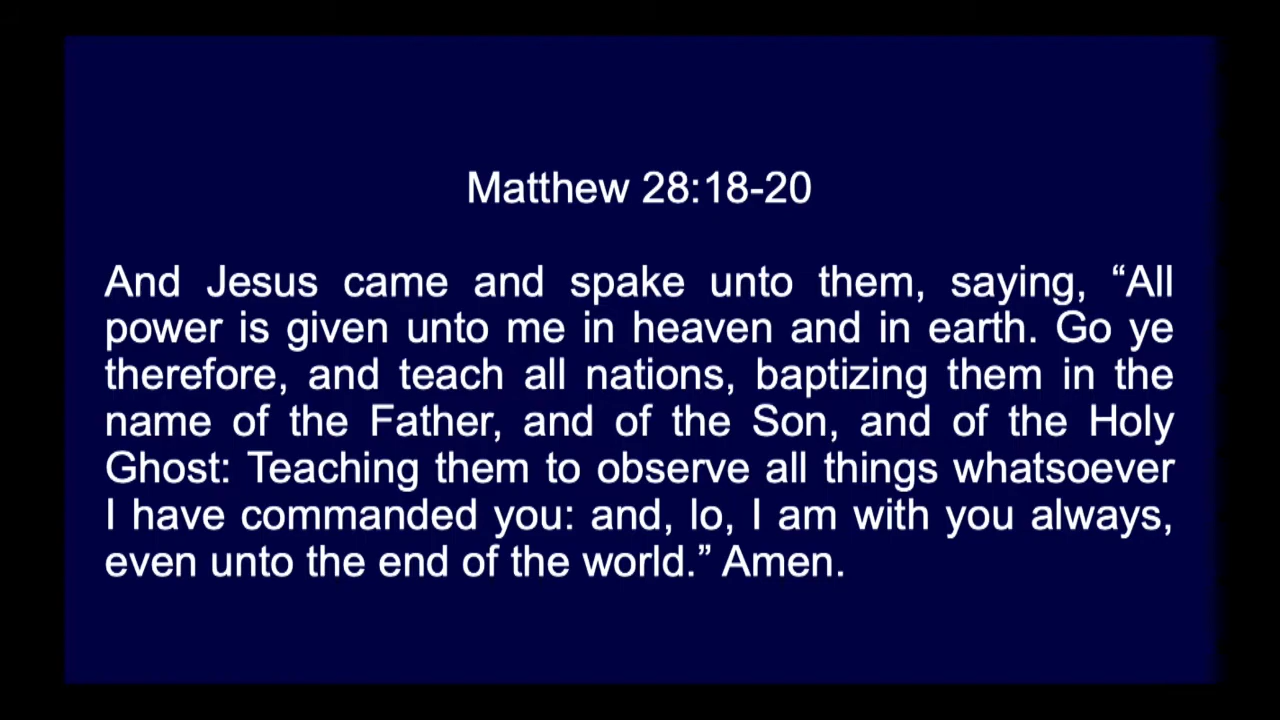 Matthew 28:18-20
And Jesus came and spake unto them, saying, “All
power is given unto me in heaven and in earth. Go ye
therefore, and teach all nations, baptizing them in the
name of the Father, and of the Son, and of the Holy
Ghost: Teaching them to observe all things whatsoever
I have commanded you: and, lo, I am with you always,
even unto the end of the world.” Amen.